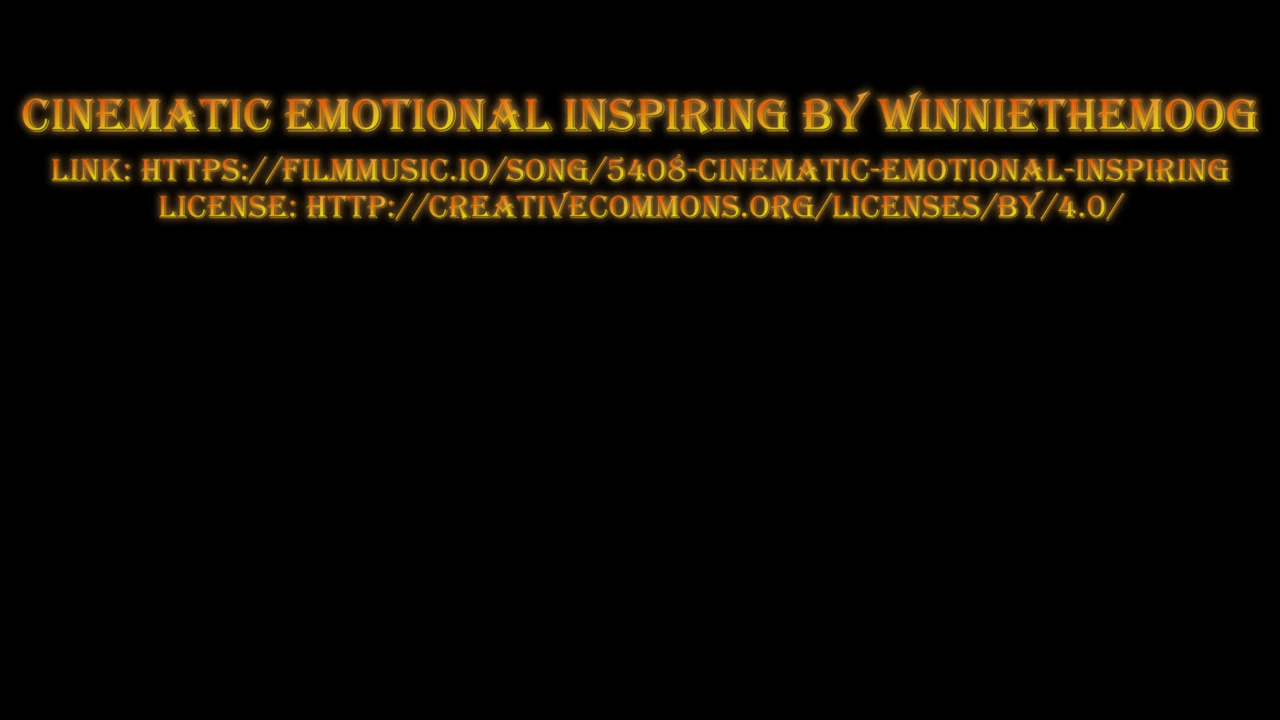 CINEMATIC EMOTIONAL INSPIRING BY WINNIETHEMOOG
LINK: HTTPS://FILMMUSIC.IO/SONG/5408-CINEMATIC-EMOTIONAL-INSPIRING
LICENSE: HTTP://CREATIVECOMMONS.ORG/LICENSES/BY/4.0/